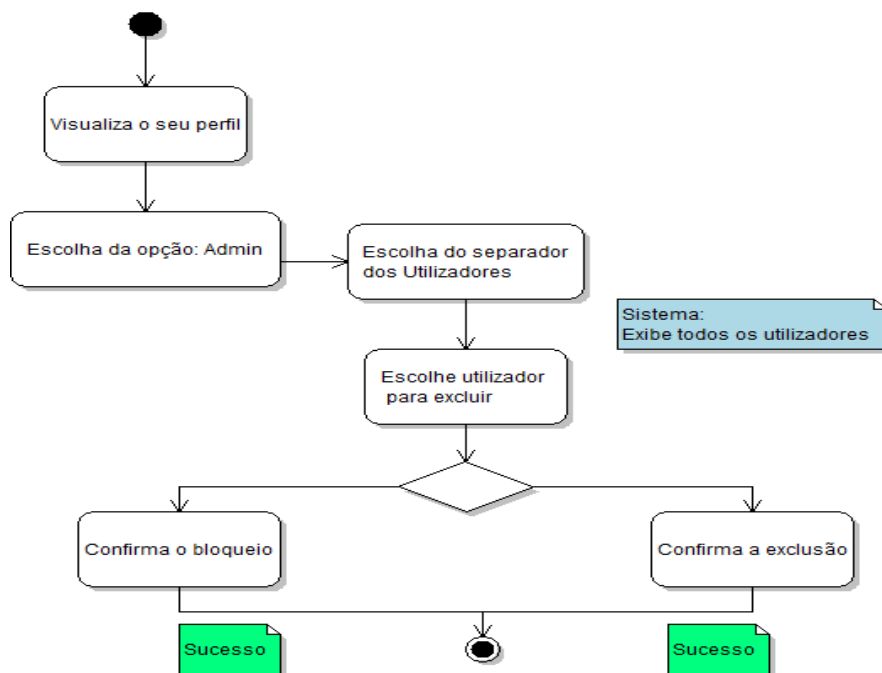 Visualiza o seu perfil
Escolha da opção: Admin
Escolha do separador
dos Utilizadores
Sistema:
Exibe todos os utilizadores
Escolhe utilizador
para excluir
Confirma o bloqueio
Confirma a exclusão
Sucesso
Sucesso